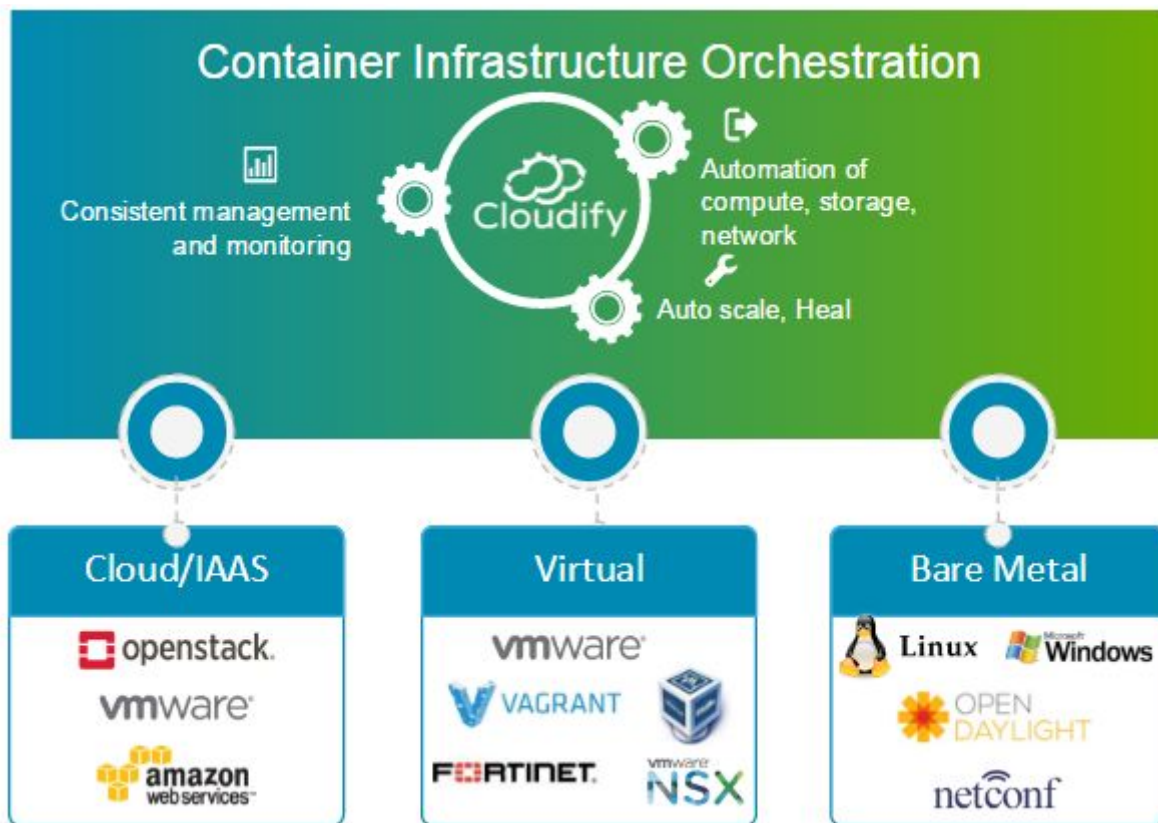 Container Infrastructure Orchestration
Consistent management
and monitoring
Cloudify
Automation of
compute, storage,
network
Auto scale, Heal
Cloud/IAAS
openstack.
vmware®
amazon
web services™
Virtual
vmware®
VAGRANT
FORTINET.
vmware
NSX
Bare Metal
Linux
Microsoft
Windows
OPEN
DAYLIGHT
netconf